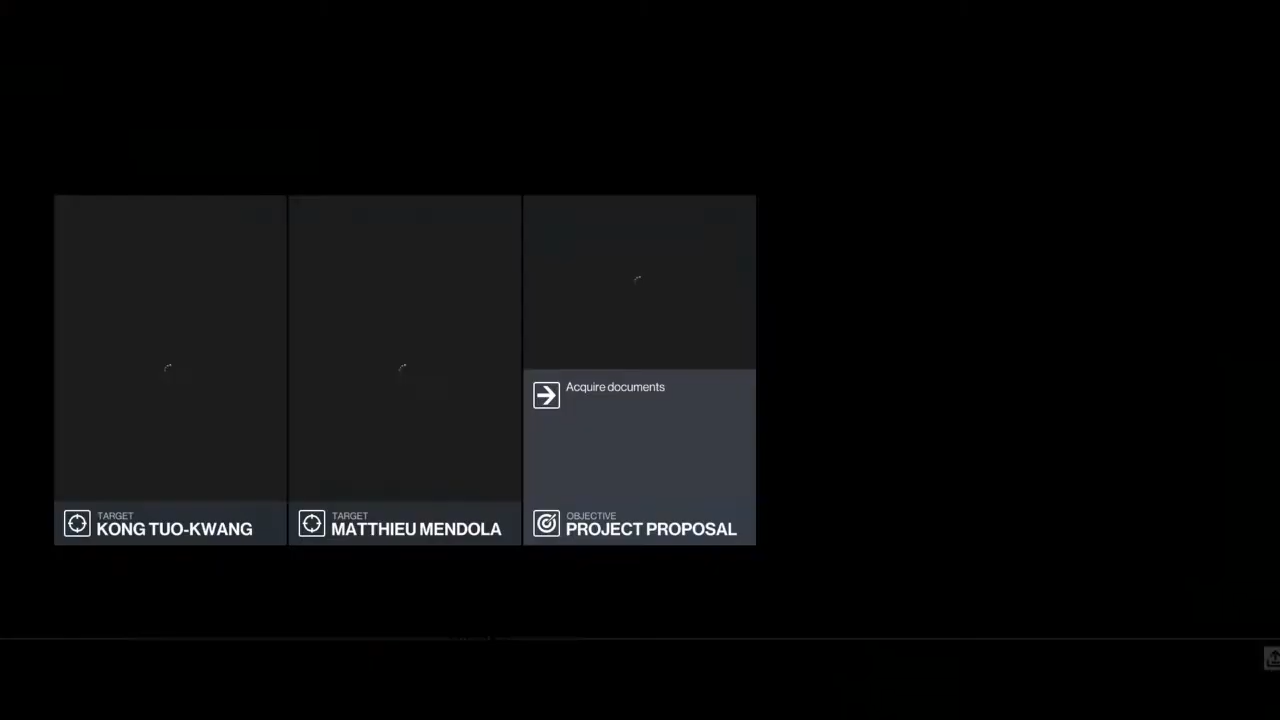 TARGET
KONG TUO-KWANG
TARGET
MATTHIEU MENDOLA
Acquire documents
OBJECTIVE
PROJECT PROPOSAL